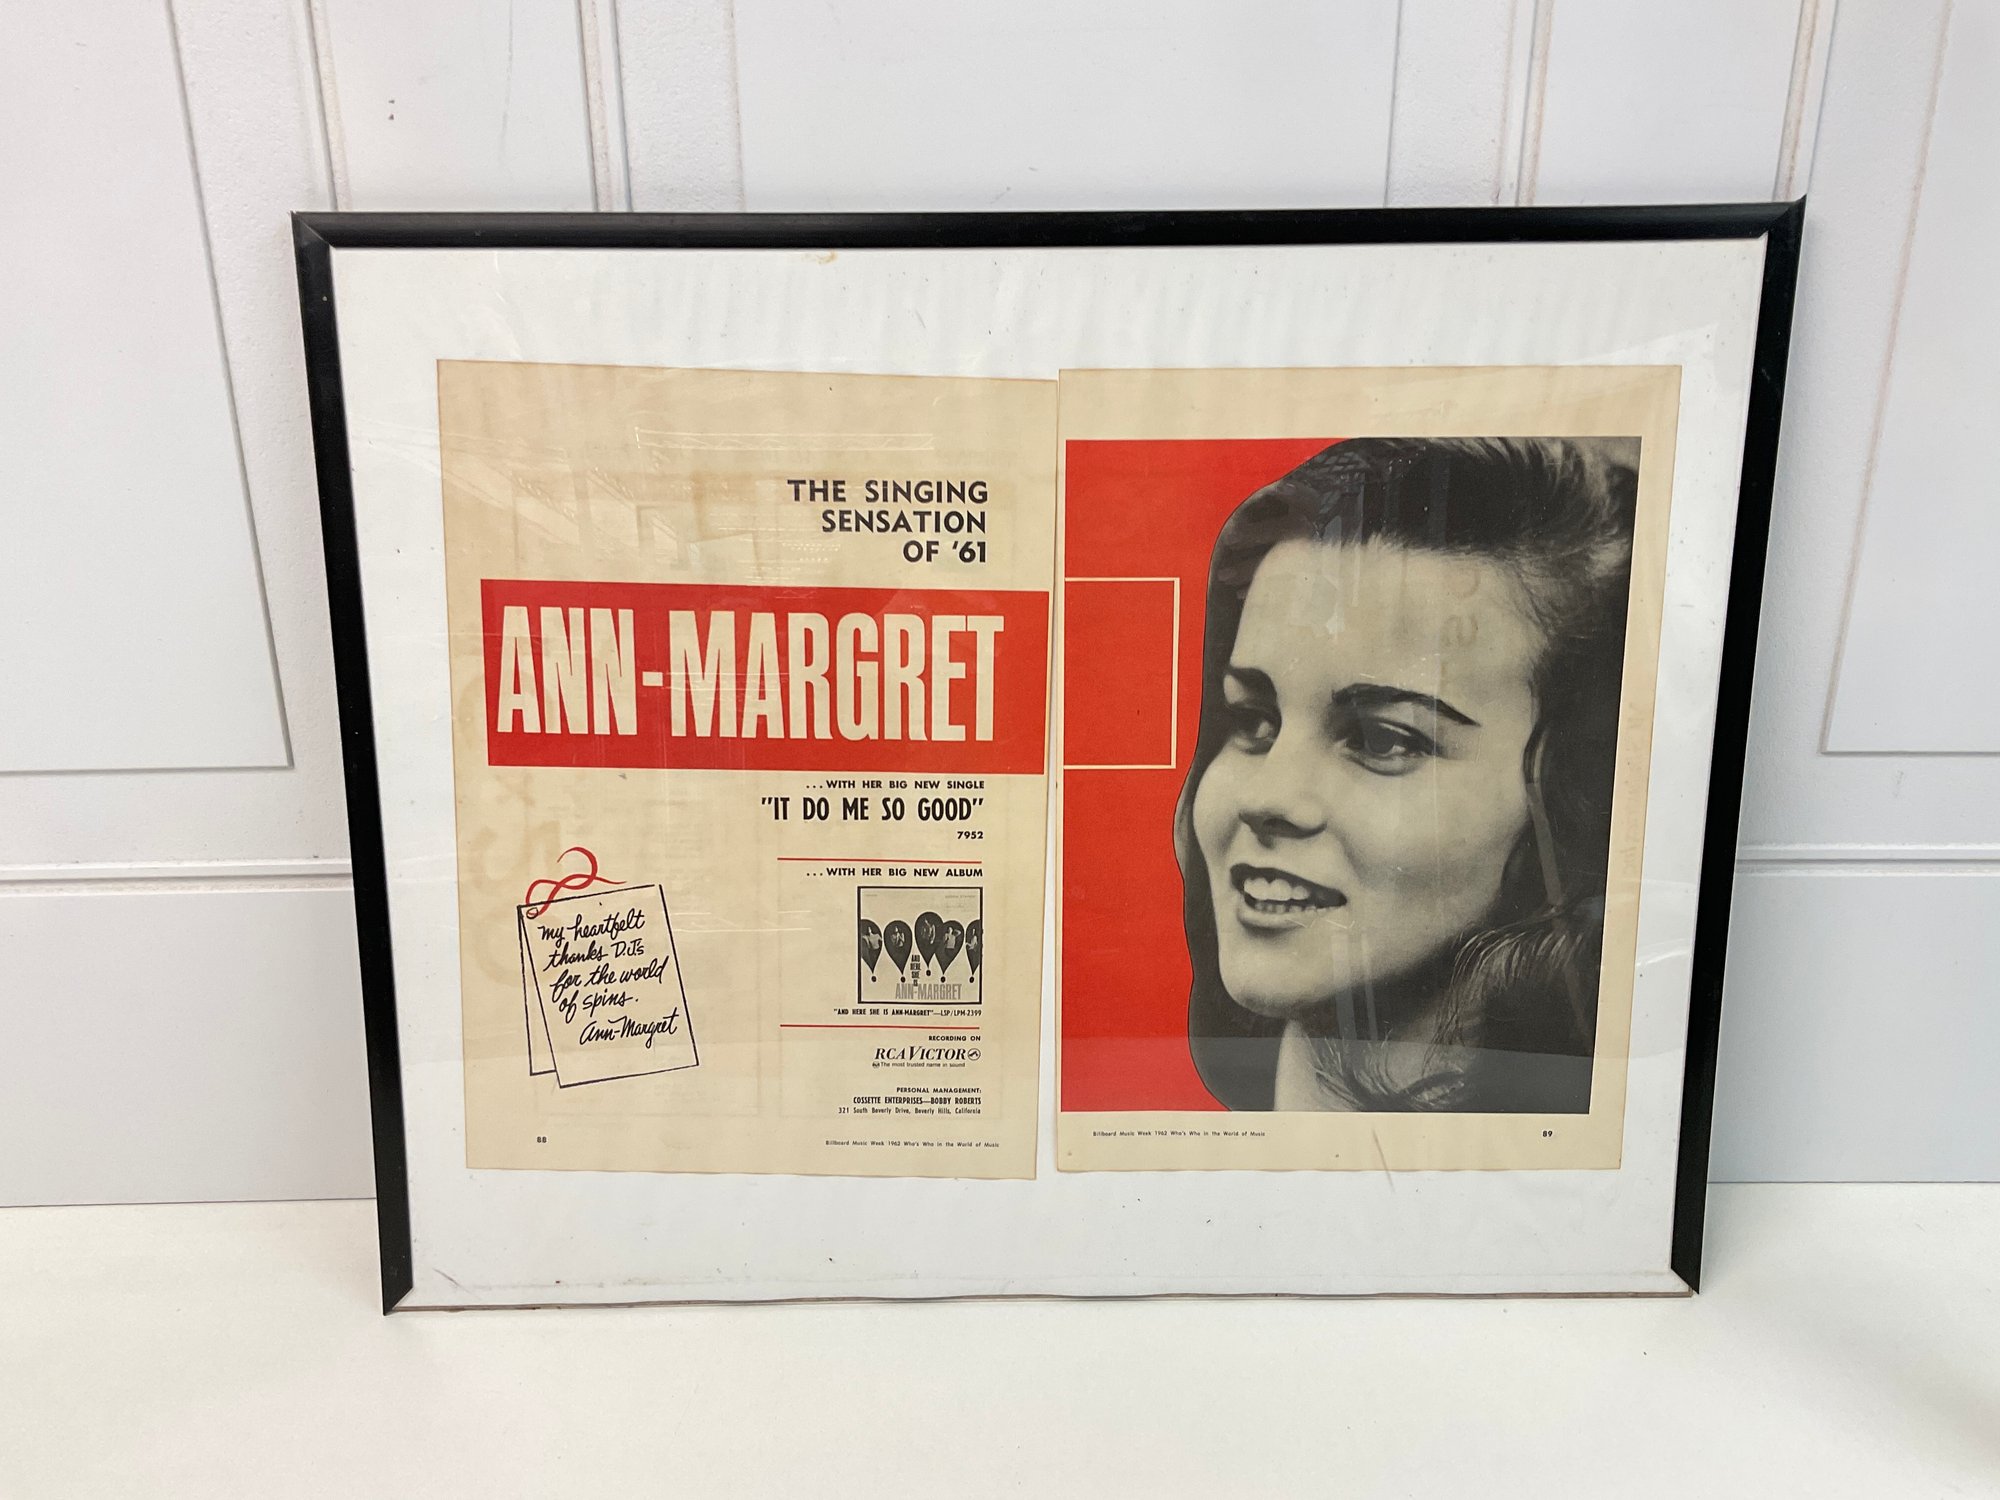 THE SINGING
SENSATION
OF '61
ANN-MARGRET
...WITH HER BIG NEW SINGLE
"IT DO ME SO GOOD"
7952
...WITH HER BIG NEW ALBUM
AND
HERE
SHE
IS
ANN-MARGRET
"AND HERE SHE IS ANN-MARGRET"—LSP/LPM-2399
my heartfelt
thanks D.J.'s
for the world
of spins.
Ann-Margret
RECORDING ON
RCA VICTOR
The most trusted name in sound
PERSONAL MANAGEMENT:
COSSETTE ENTERPRISES—BOBBY ROBERTS
321 South Beverly Drive, Beverly Hills, California
88
Billboard Music Week 1962 Who's Who in the World of Music
Billboard Music Week 1962 Who's Who in the World of Music
89